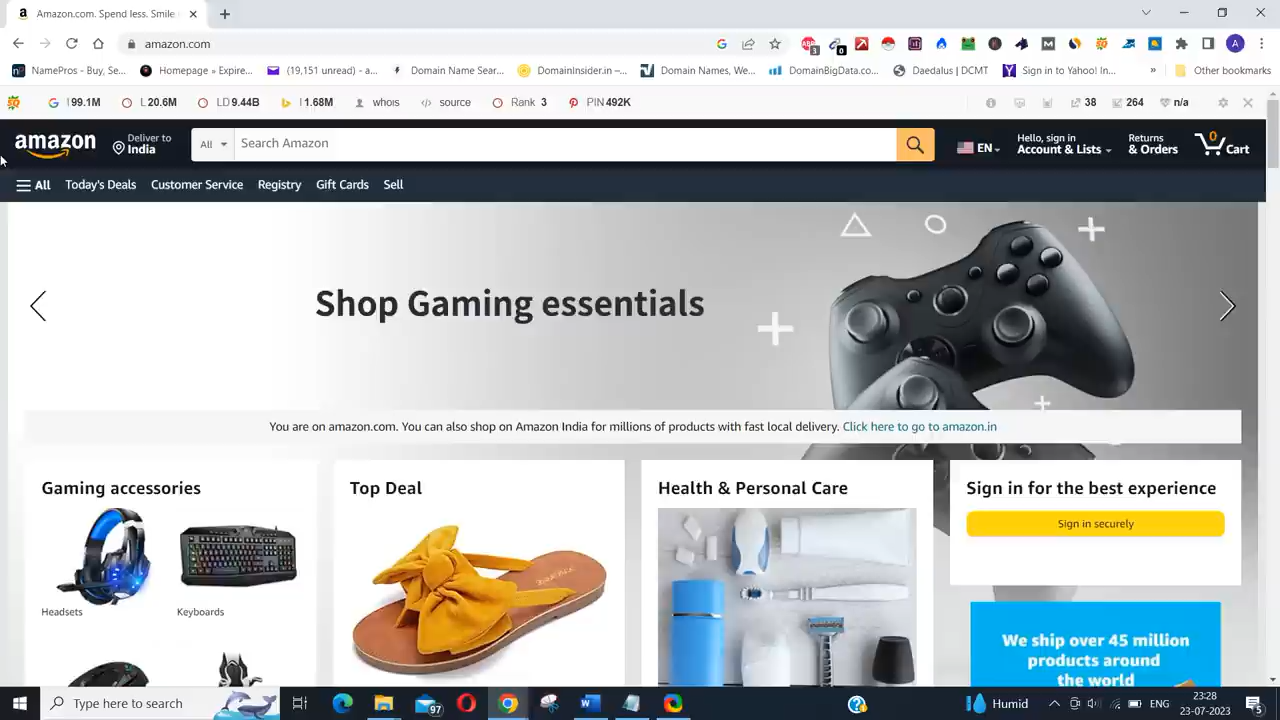 Amazon.com. Spend less. Smile
amazon.com
NamePros - Buy, Se...
Homepage » Expire...
(19,151 unread) - a...
Domain Name Sear...
DomainInsider.in –...
Domain Names, We...
DomainBigData.co...
Daedalus | DCMT
Sign in to Yahoo! In...
»
Other bookmarks
I 99.1M
L 20.6M
LD 9.44B
I 1.68M
whois
source
Rank 3
PIN 492K
38
264
n/a
amazon
Deliver to
India
All
Search Amazon
EN
Hello, sign in
Account & Lists
Returns
& Orders
0
Cart
All
Today's Deals
Customer Service
Registry
Gift Cards
Sell
Shop Gaming essentials
You are on amazon.com. You can also shop on Amazon India for millions of products with fast local delivery. Click here to go to amazon.in
Gaming accessories
Headsets
Keyboards
Top Deal
Health & Personal Care
Sign in for the best experience
Sign in securely
We ship over 45 million
products around
the world
Type here to search
97
Humid
ENG
23:28
23-07-2023
5